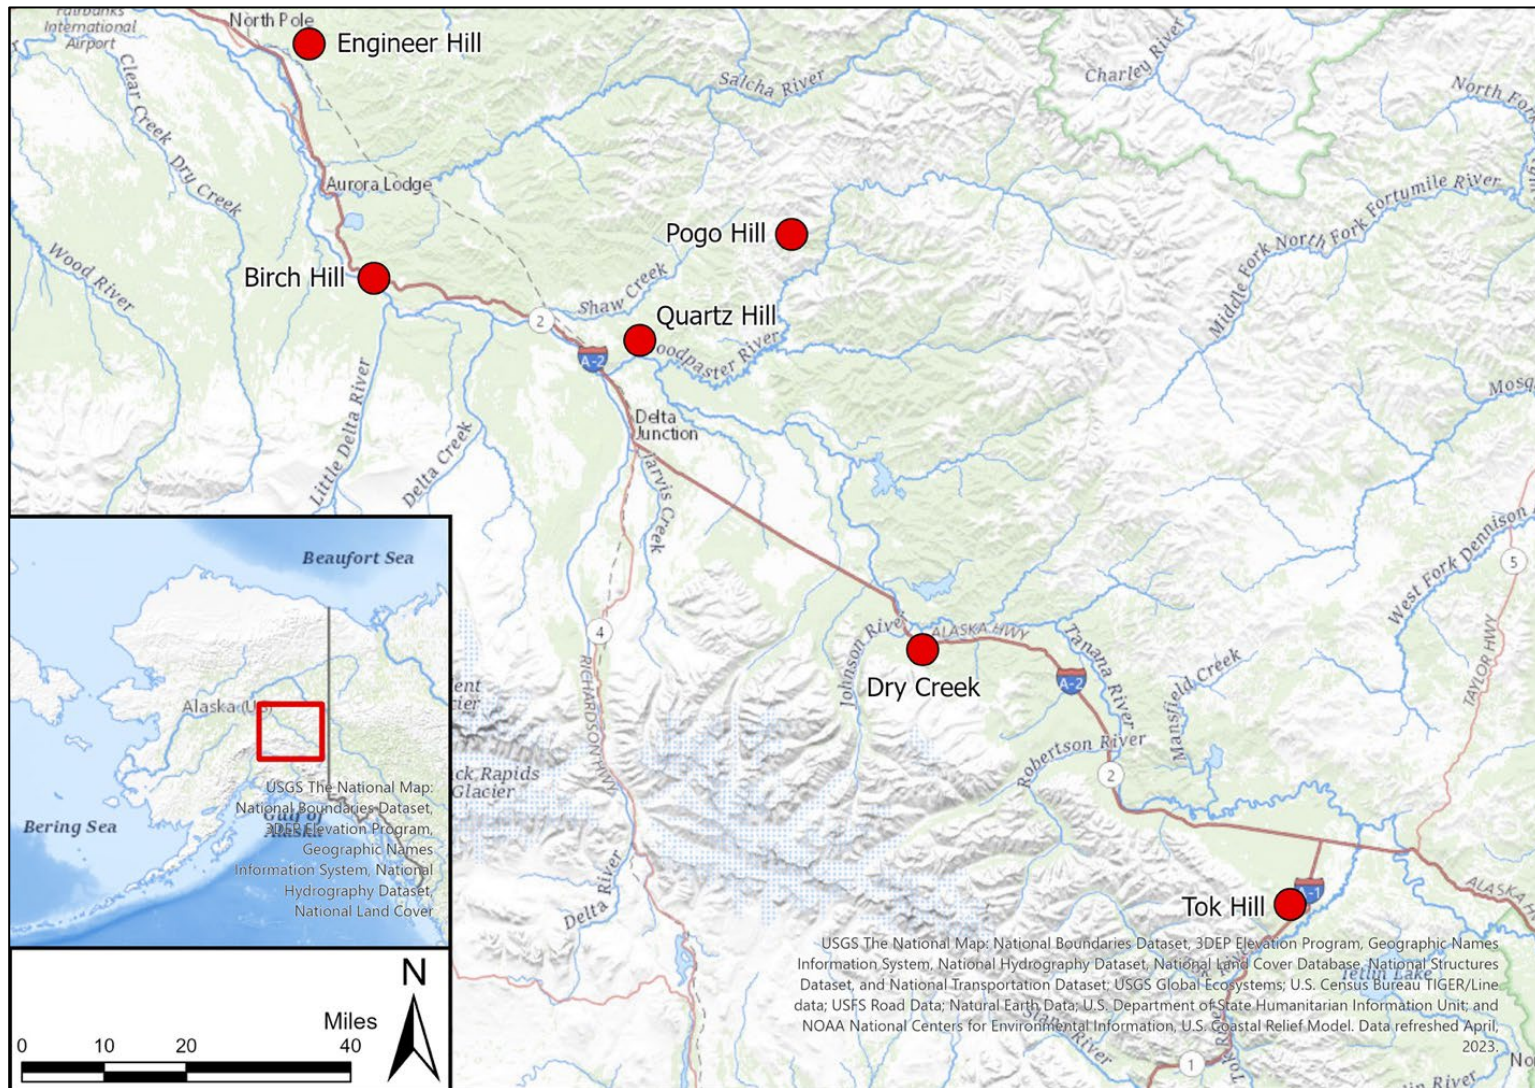 Fairbanks
International
Airport
North Pole
Engineer Hill
Clear Creek
Dry Creek
Salcha River
Charley River
North Fork
Aurora Lodge
Wood River
Birch Hill
Pogo Hill
Shaw Creek
2
Quartz Hill
oodpaster River
A-2
Middle Fork North Fork Fortumile River
Little Delta River
Delta Creek
Delta
Junction
Jarvis Creek
West Fork Dennison
5
TAYLOR HWY
4
RICHARDSON HWY
Johnson River
ALASKA HWY
Dry Creek
A-2
Tanana River
Mansfield Creek
Robertson River
2
ck Rapids
Glacier
Delta River
A-1
Tok Hill
ALASKA
Tetlin Lake
1
Beaufort Sea
Alaska (US)
Bering Sea
Gulf of
Alaska
USGS The National Map:
National Boundaries Dataset,
3DEP Elevation Program,
Geographic Names
Information System, National
Hydrography Dataset,
National Land Cover
USGS The National Map: National Boundaries Dataset, 3DEP Elevation Program, Geographic Names
Information System, National Hydrography Dataset, National Land Cover Database, National Structures
Dataset, and National Transportation Dataset; USGS Global Ecosystems; U.S. Census Bureau TIGER/Line
data; USFS Road Data; Natural Earth Data; U.S. Department of State Humanitarian Information Unit; and
NOAA National Centers for Environmental Information, U.S. Coastal Relief Model. Data refreshed April,
2023.
N
Miles
0 10 20 40